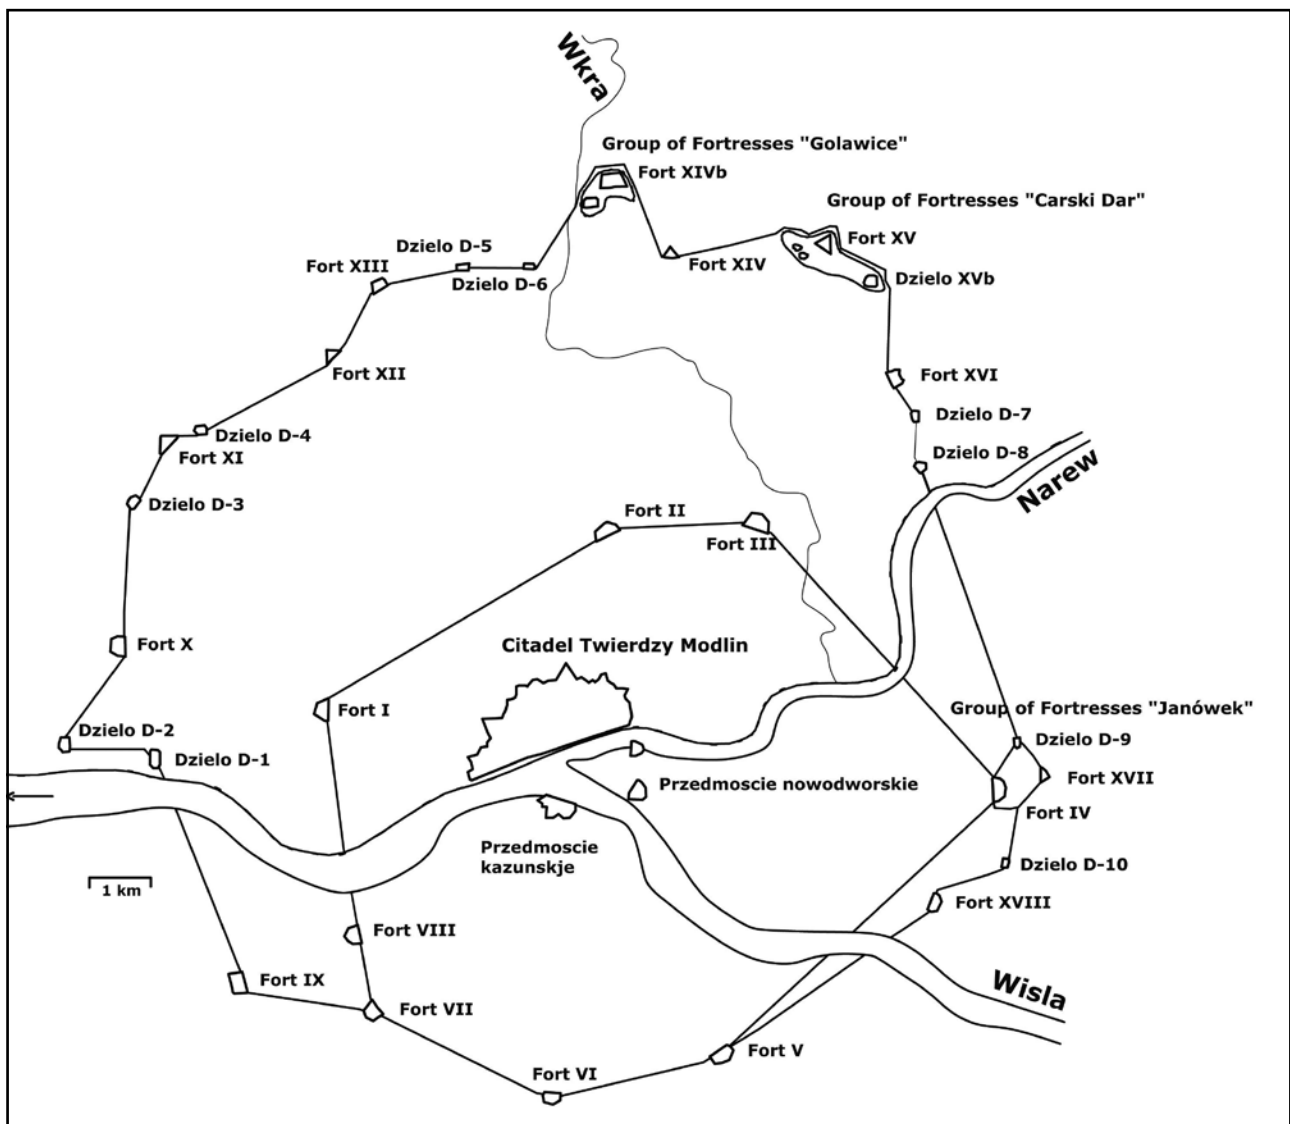 Wkra
Group of Fortresses "Golawice"
Fort XIVb
Group of Fortresses "Carski Dar"
Fort XV
Dzielo D-5
Fort XIV
Fort XIII
Dzielo D-6
Dzielo XVb
Fort XII
Fort XVI
Dzielo D-7
Dzielo D-4
Dzielo D-8
Fort XI
Narew
Dzielo D-3
Fort II
Fort III
Fort X
Citadel Twierdzy Modlin
Fort I
Group of Fortresses "Janówek"
Dzielo D-2
Dzielo D-9
Dzielo D-1
Fort XVII
Przedmoscie nowodworskie
Fort IV
Przedmoscie
kazunskje
Dzielo D-10
1 km
Fort XVIII
Fort VIII
Fort IX
Wisla
Fort VII
Fort V
Fort VI